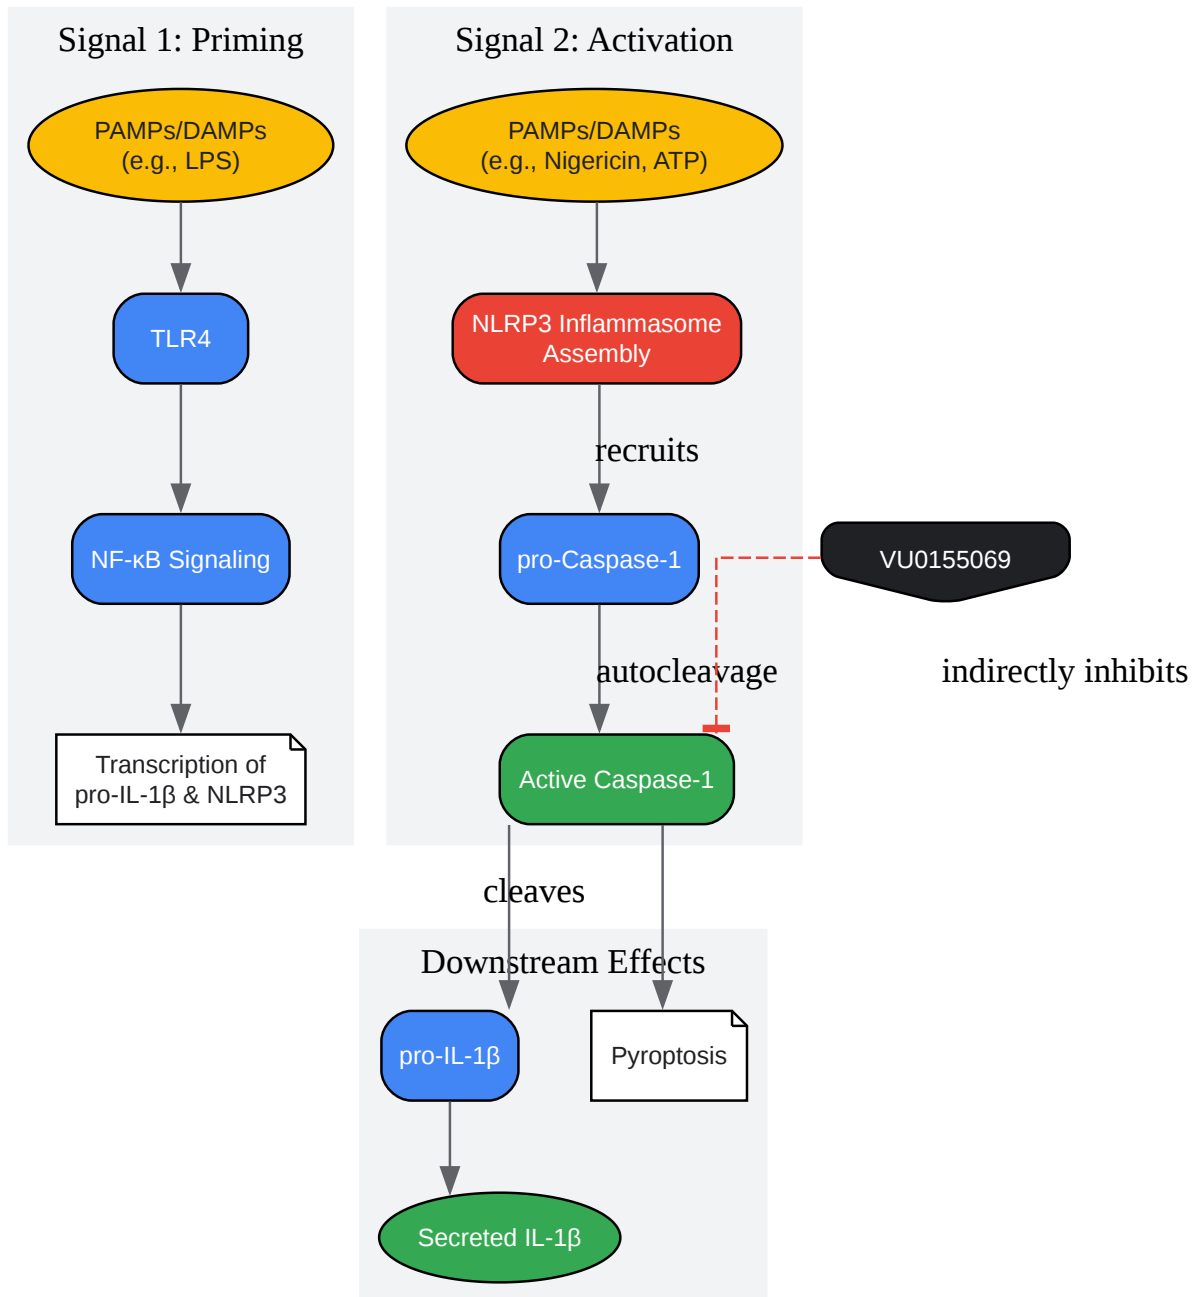 Signal 1: Priming
PAMPs/DAMPs
(e.g., LPS)
TLR4
NF-κB Signaling
Transcription of
pro-IL-1β & NLRP3
Signal 2: Activation
PAMPs/DAMPs
(e.g., Nigericin, ATP)
NLRP3 Inflammasome
Assembly
recruits
pro-Caspase-1
autocleavage
Active Caspase-1
VU0155069
indirectly inhibits
cleaves
Downstream Effects
pro-IL-1β
Pyroptosis
Secreted IL-1β